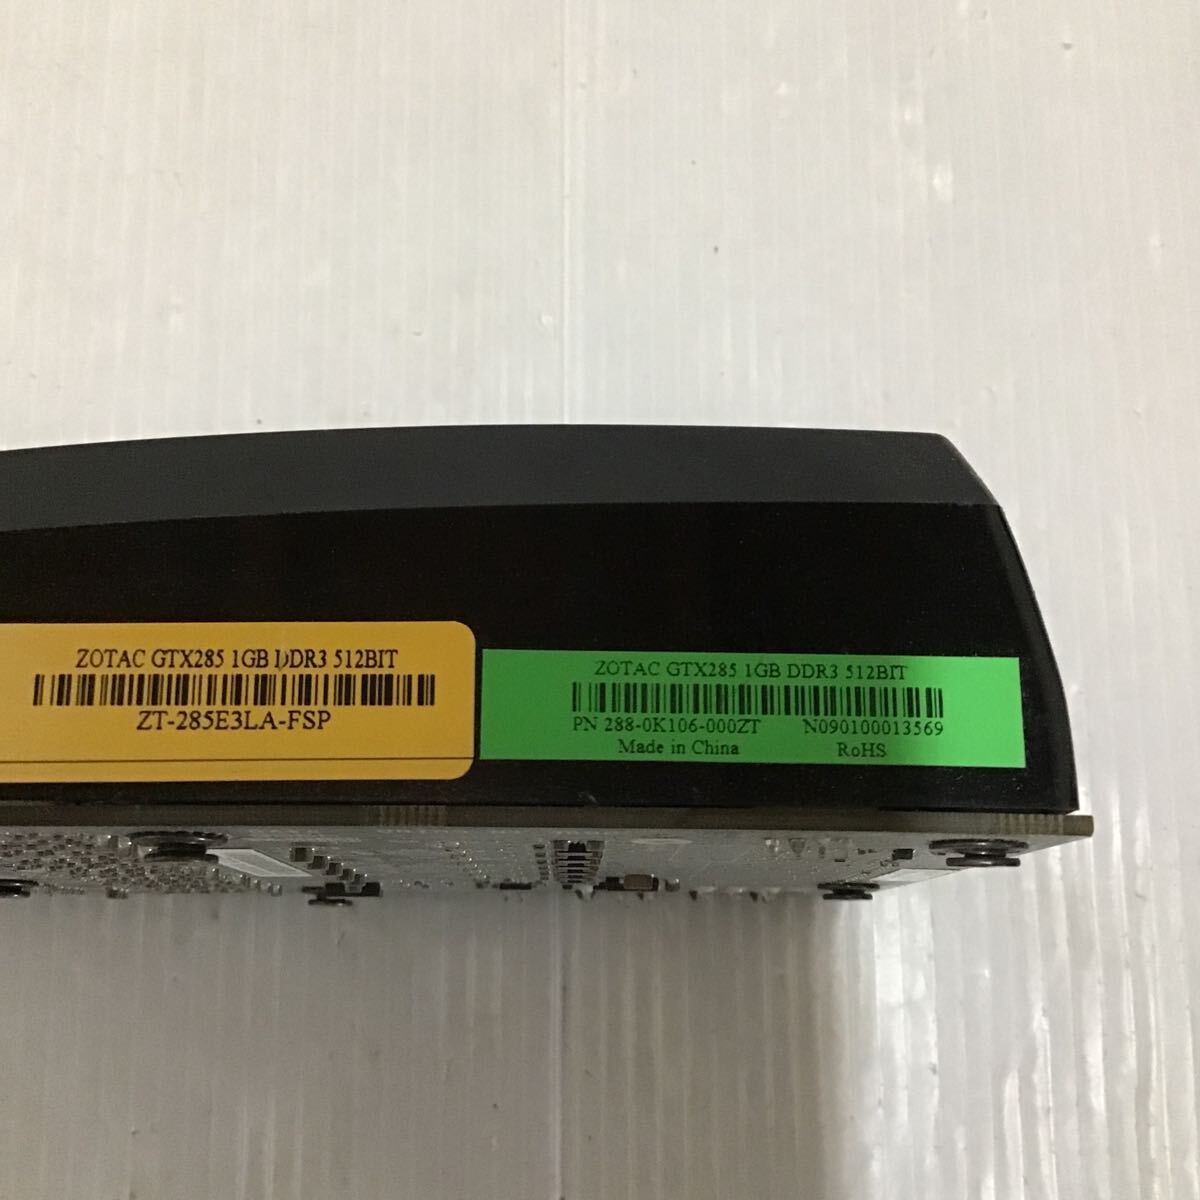 ZOTAC GTX285 1GB DDR3 512BIT
ZT-285E3LA-FSP
ZOTAC GTX285 1GB DDR3 512BIT
PN 288-0K106-000ZT N090100013569
Made in China RoHS